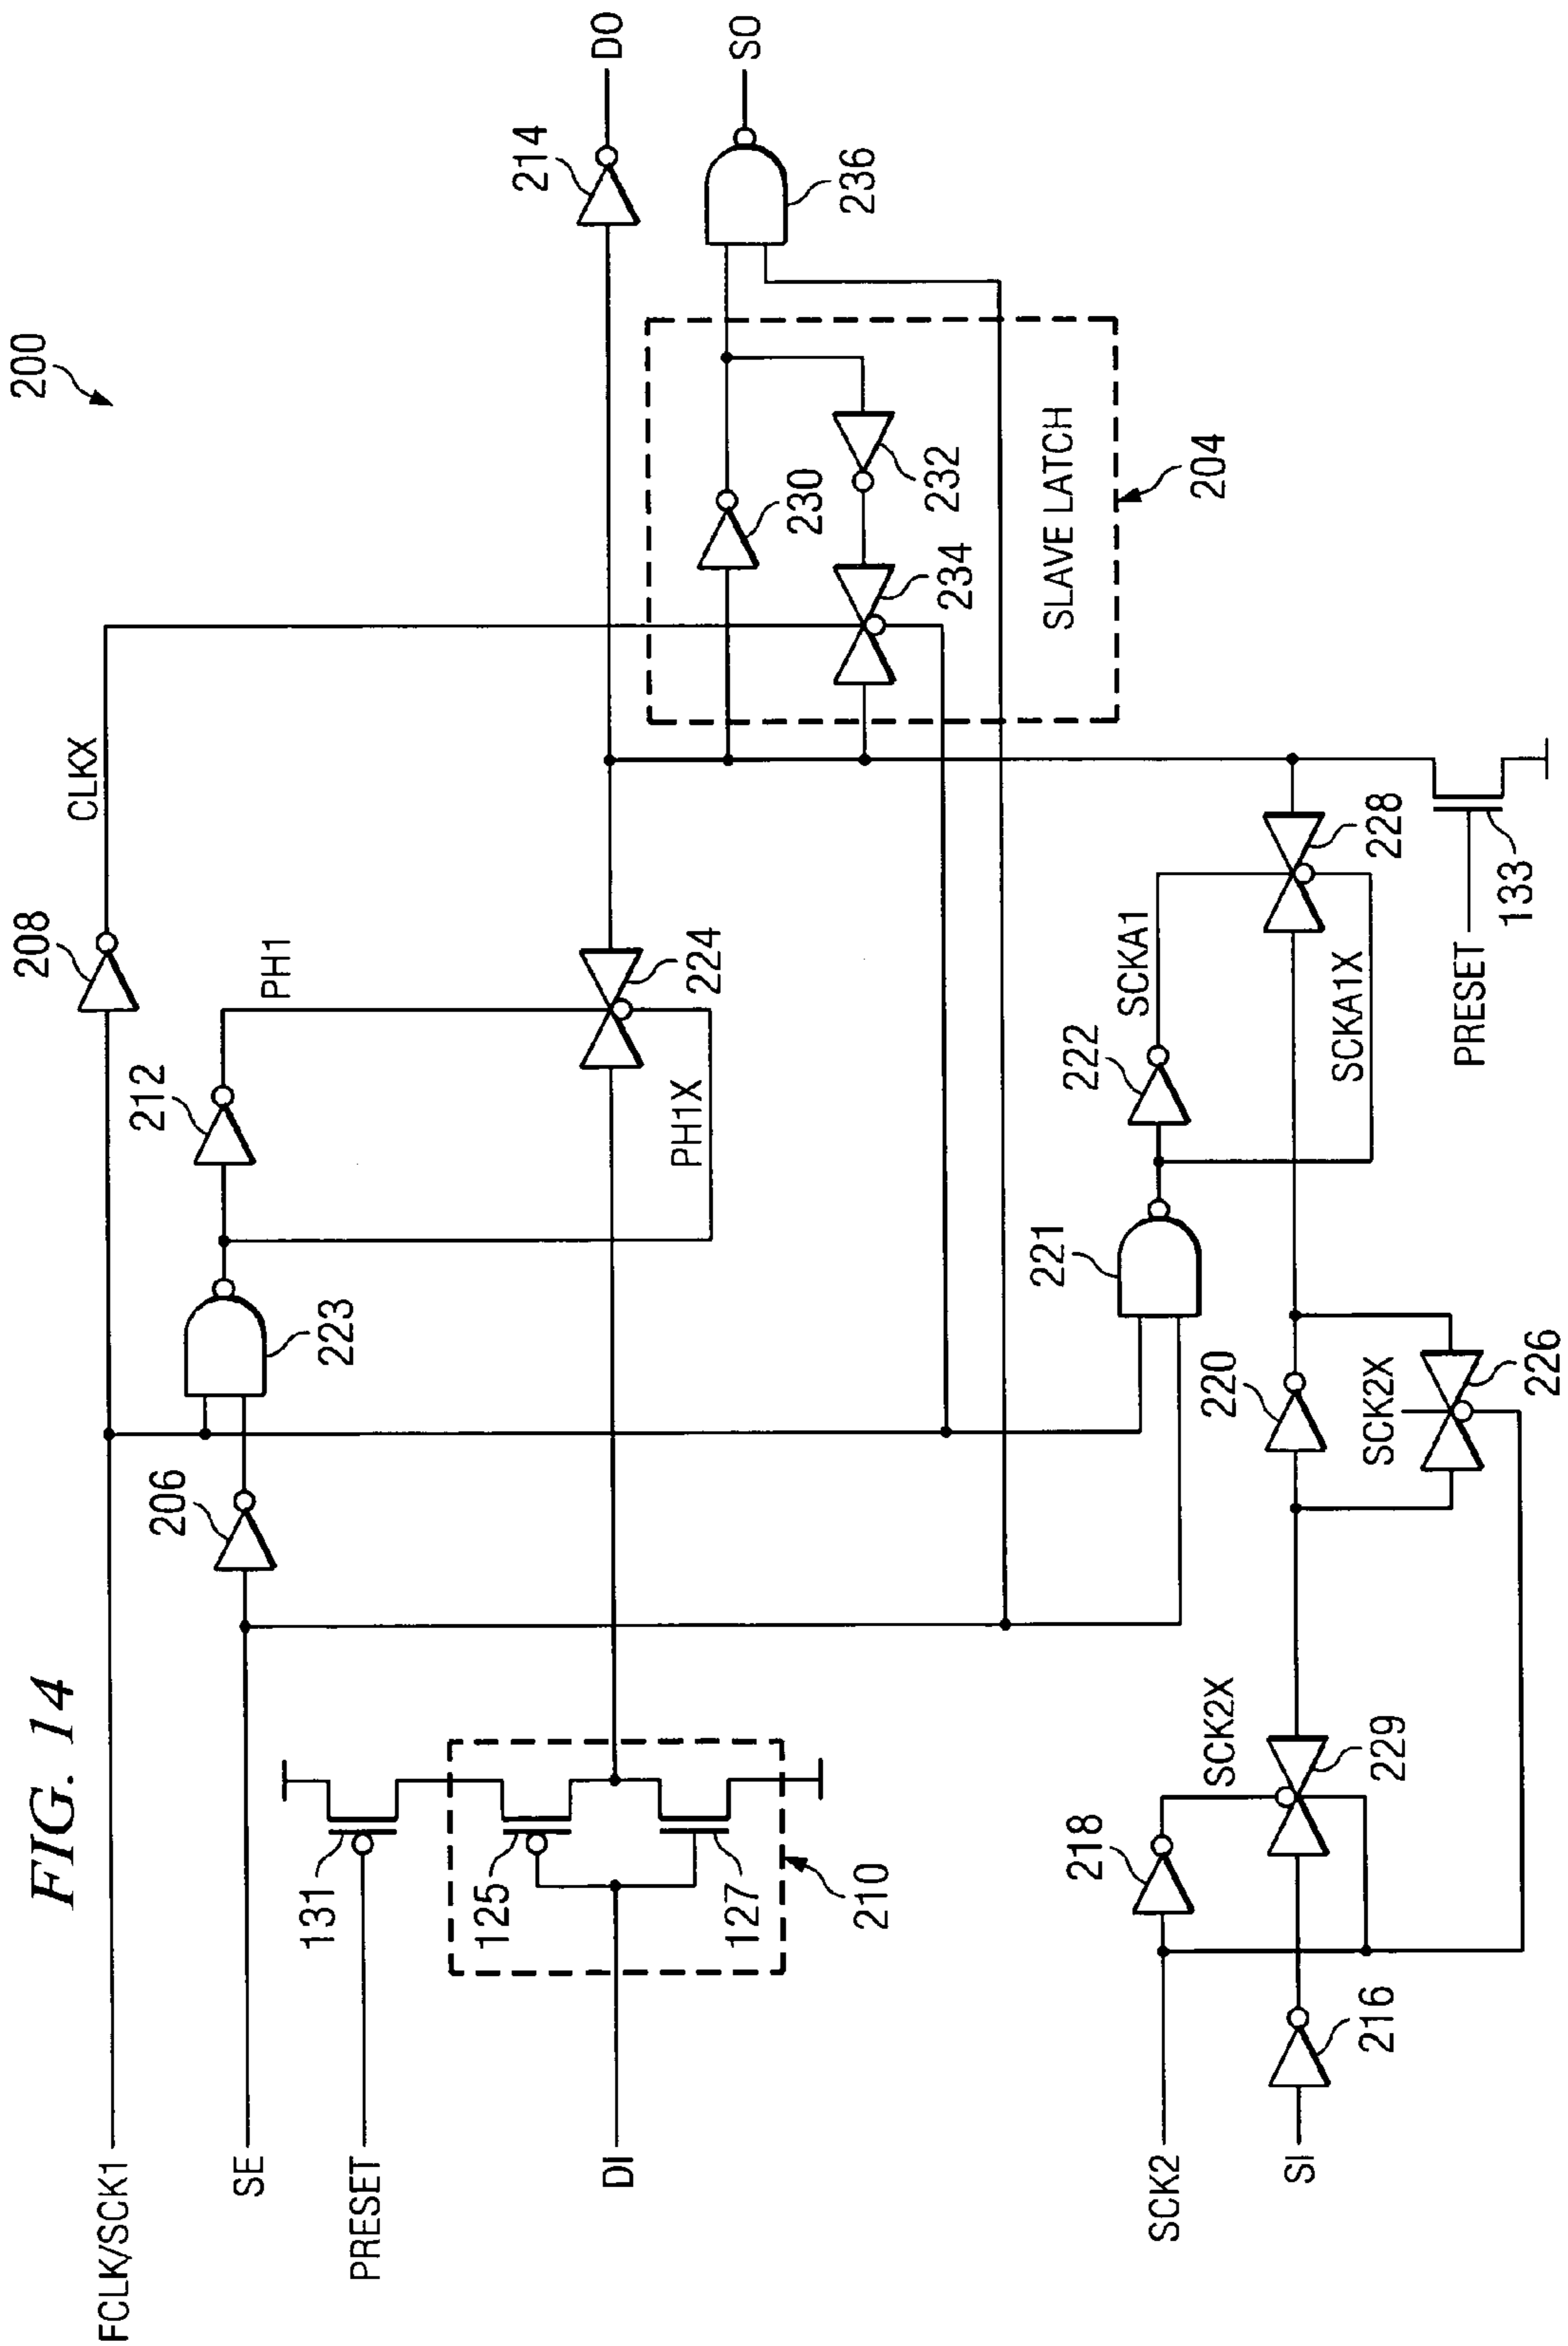 FIG. 14
200
FCLK/SCK1
208
CLKX
212
PH1
223
206
SE
PH1X
224
214
DO
SO
236
230
232
234
SLAVE LATCH
204
131
PRESET
125
127
210
DI
222
SCKA1
221
SCKA1X
228
133
PRESET
220
SCK2X
226
SCK2X
229
218
SCK2
216
SI